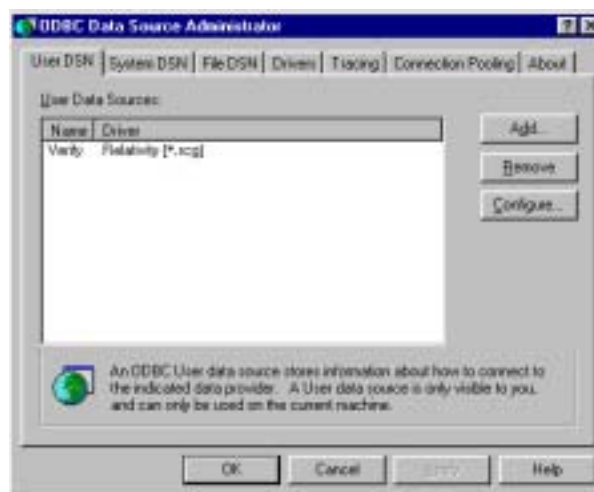 ODBC Data Source Administrator
User DSN System DSN File DSN Drivers Tracing Connection Pooling About
User Data Sources:
Name Driver
Verify Relativity [*.rcg]
Add...
Remove
Configure...
An ODBC User data source stores information about how to connect to
the indicated data provider. A User data source is only visible to you,
and can only be used on the current machine.
OK Cancel Apply Help